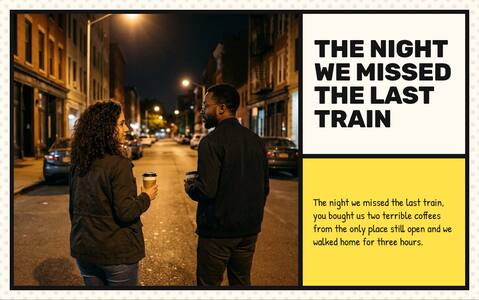 THE NIGHT
WE MISSED
THE LAST
TRAIN
The night we missed the last train,
you bought us two terrible coffees
from the only place still open and we
walked home for three hours.